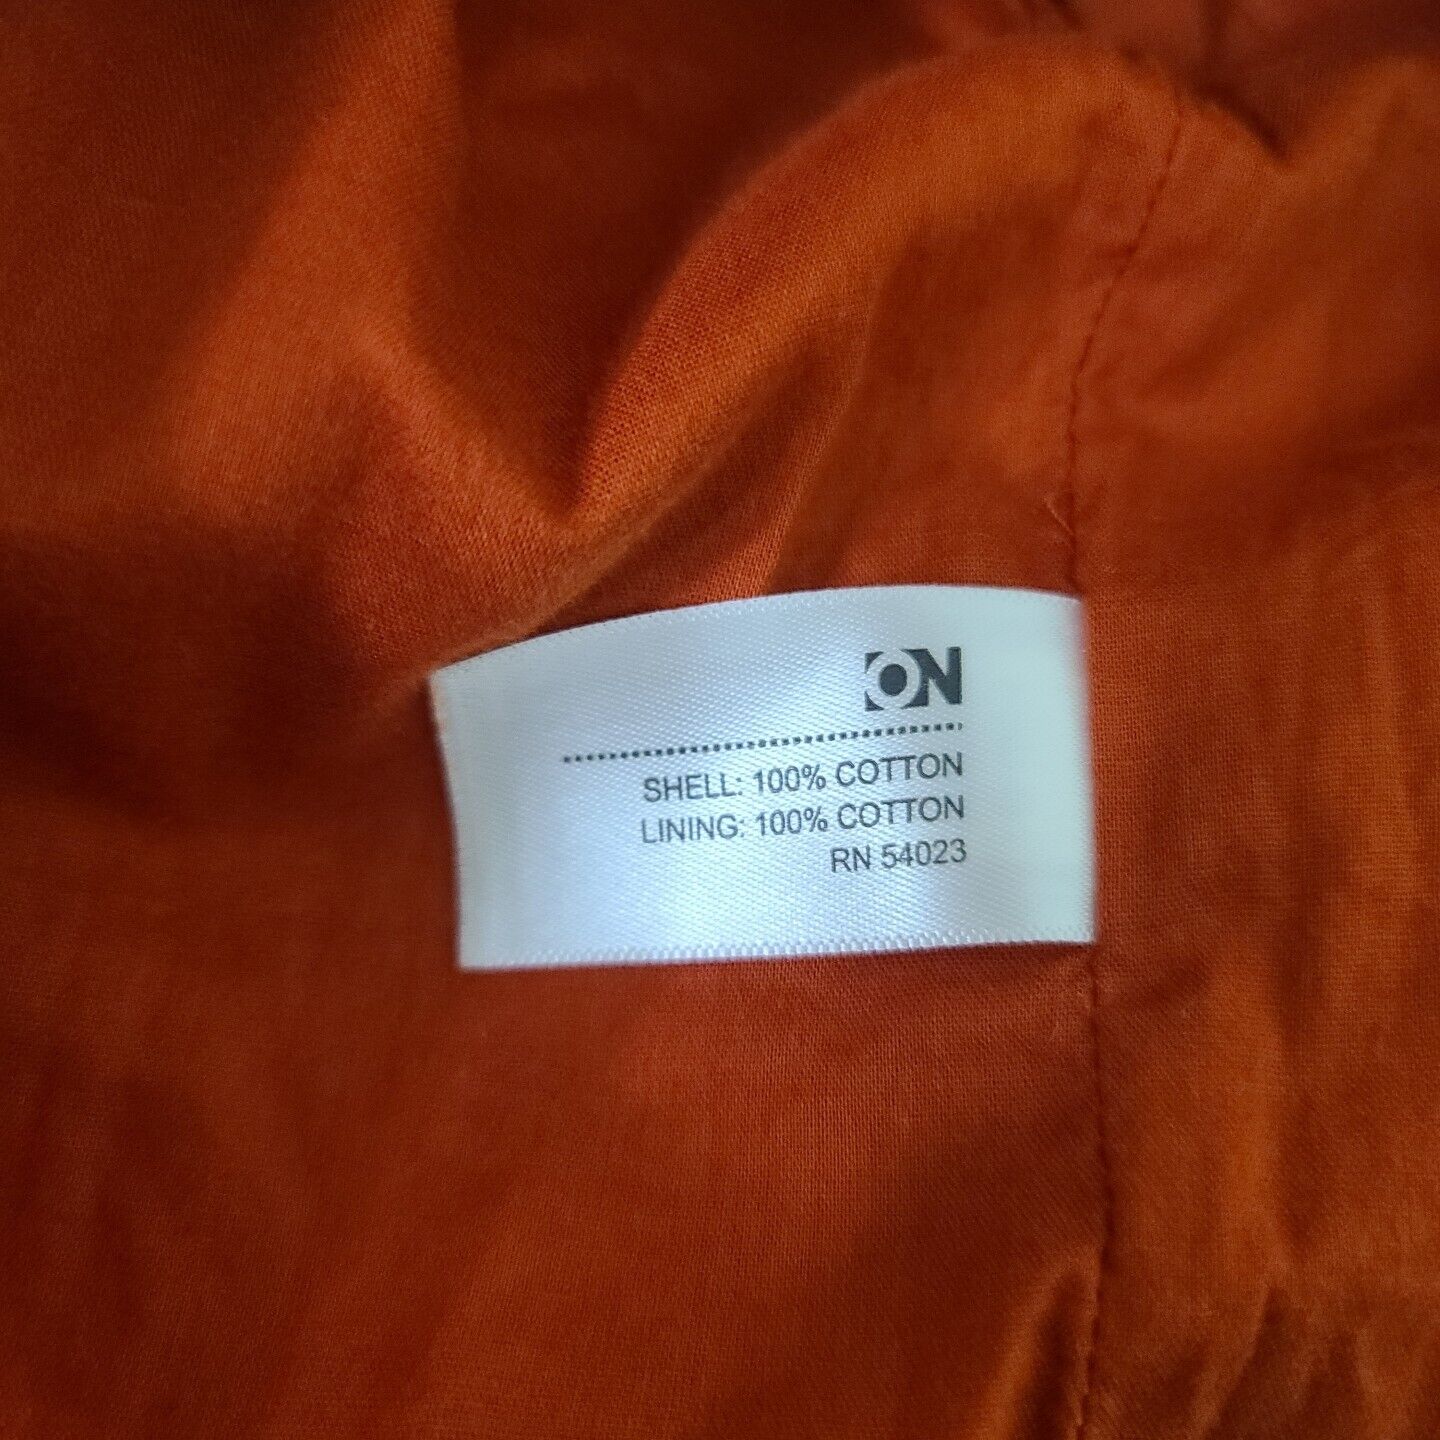 ON
SHELL: 100% COTTON
LINING: 100% COTTON
RN 54023